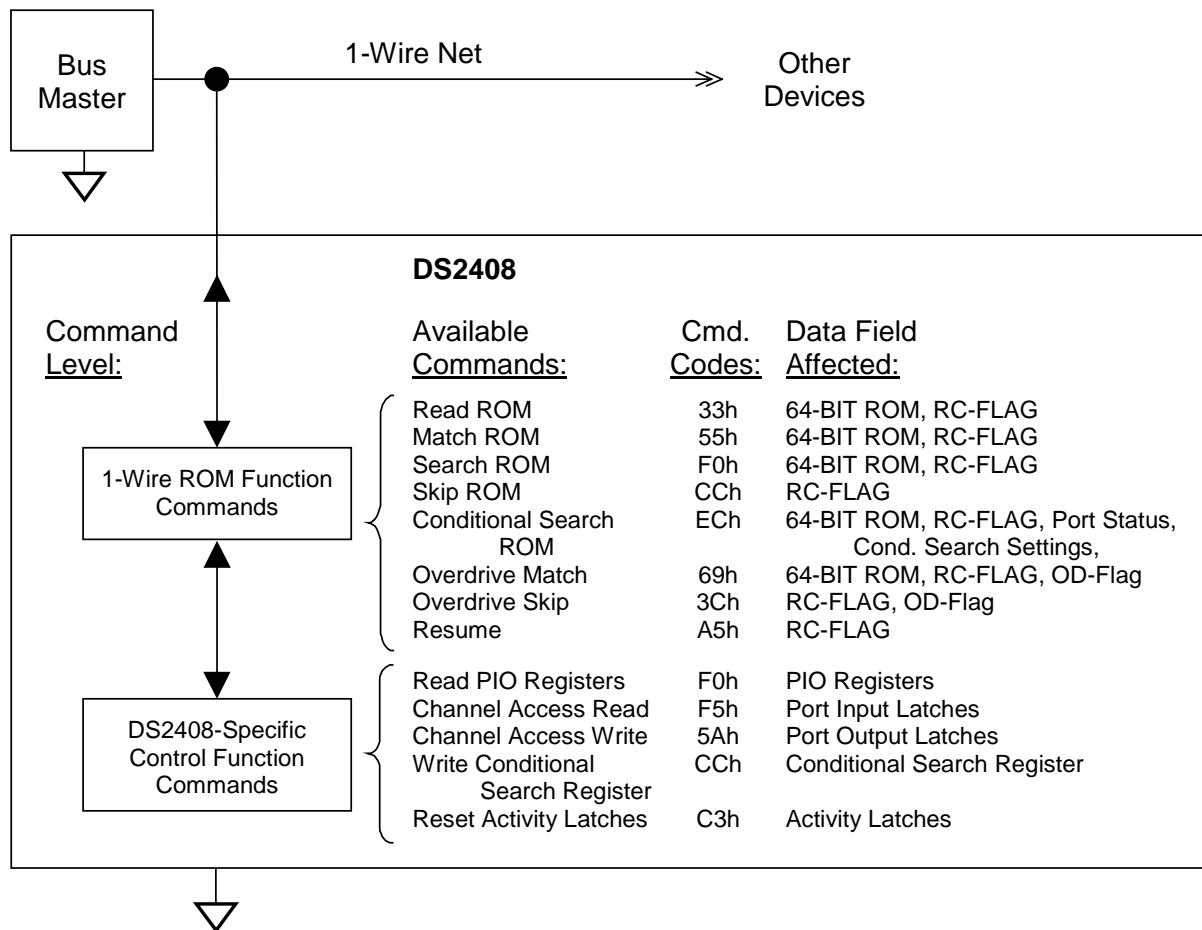 Bus
Master
1-Wire Net
Other
Devices
DS2408
Command
Level:
Available
Commands:
Cmd.
Codes:
Data Field
Affected:
1-Wire ROM Function
Commands
Read ROM 33h 64-BIT ROM, RC-FLAG
Match ROM 55h 64-BIT ROM, RC-FLAG
Search ROM F0h 64-BIT ROM, RC-FLAG
Skip ROM CCh RC-FLAG
Conditional Search ECh 64-BIT ROM, RC-FLAG, Port Status,
ROM Cond. Search Settings,
Overdrive Match 69h 64-BIT ROM, RC-FLAG, OD-Flag
Overdrive Skip 3Ch RC-FLAG, OD-Flag
Resume A5h RC-FLAG
DS2408-Specific
Control Function
Commands
Read PIO Registers F0h PIO Registers
Channel Access Read F5h Port Input Latches
Channel Access Write 5Ah Port Output Latches
Write Conditional CCh Conditional Search Register
Search Register
Reset Activity Latches C3h Activity Latches